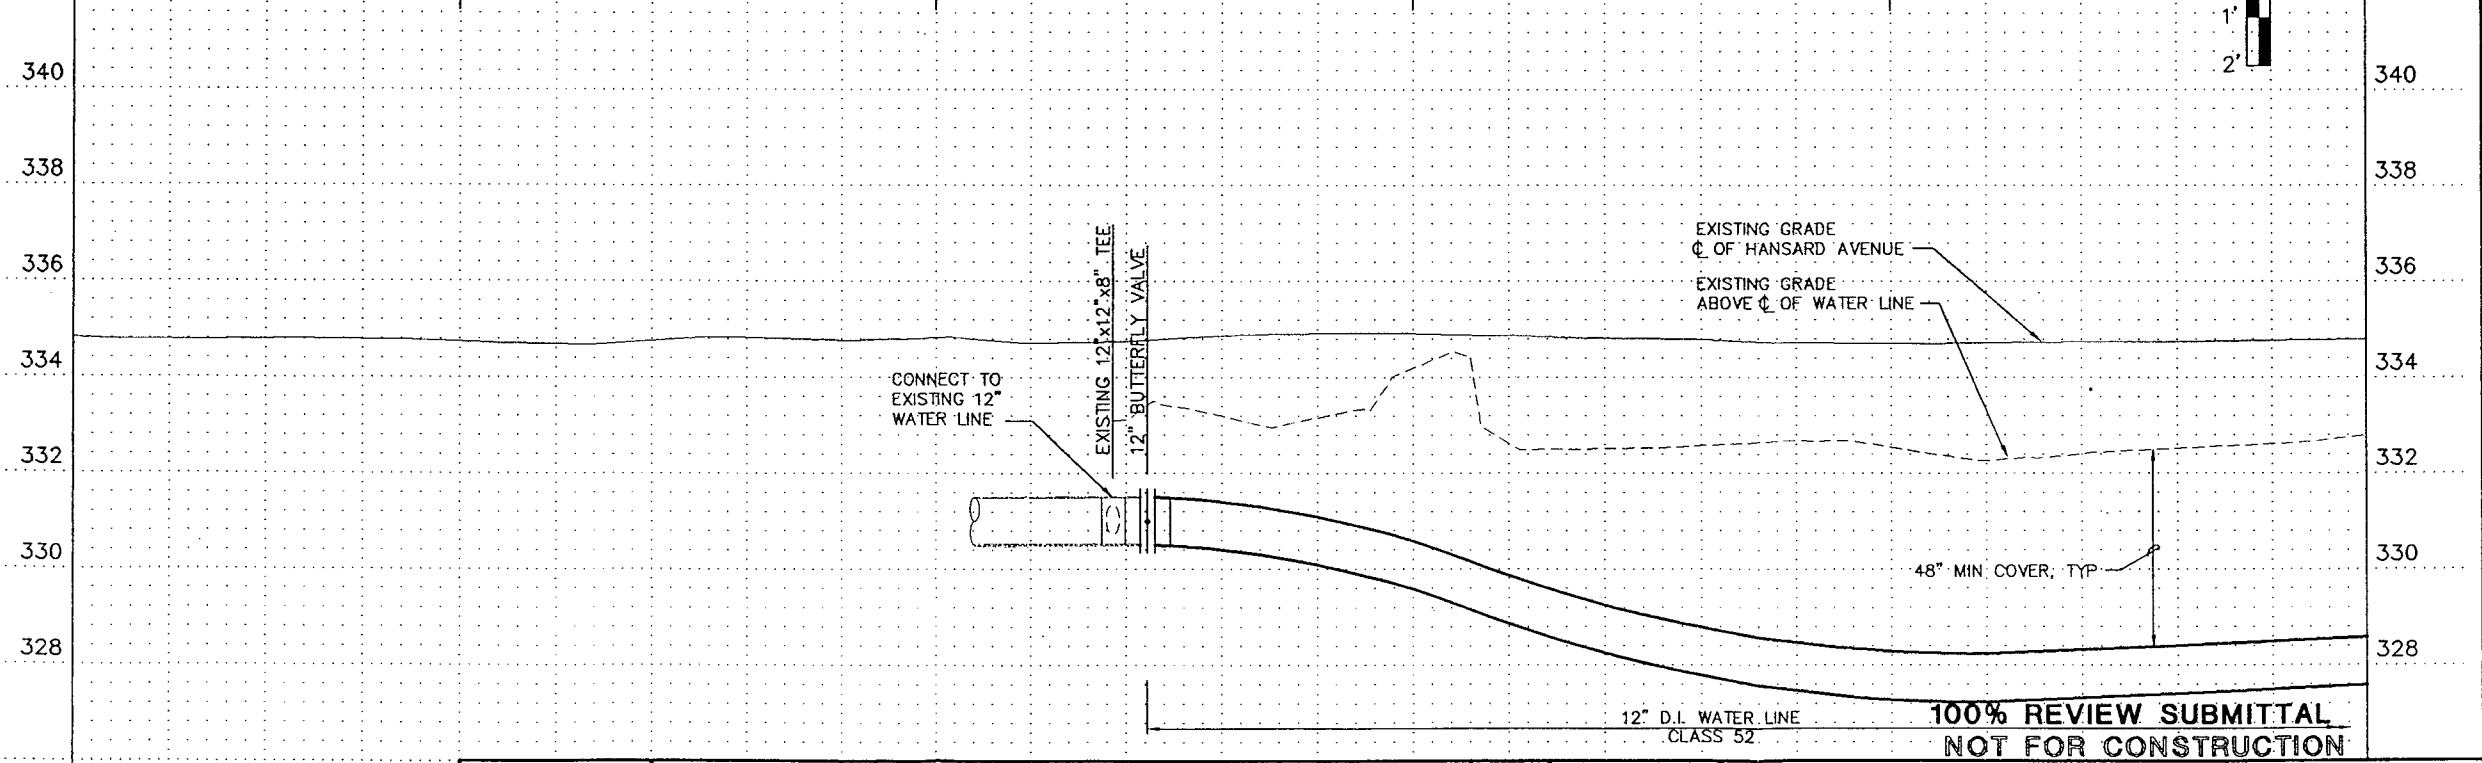 1'
2'
340
340
338
338
336
336
334
334
332
332
330
330
328
328
EXISTING GRADE
℄ OF HANSARD AVENUE
EXISTING GRADE
ABOVE ℄ OF WATER LINE
EXISTING 12"x12"x8" TEE
12" BUTTERFLY VALVE
CONNECT TO
EXISTING 12"
WATER LINE
48" MIN COVER, TYP
12" D.I. WATER LINE
CLASS 52
100% REVIEW SUBMITTAL
NOT FOR CONSTRUCTION